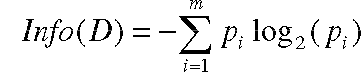 Info(D) = -∑_{i=1}^{m} p_i log_2(p_i)